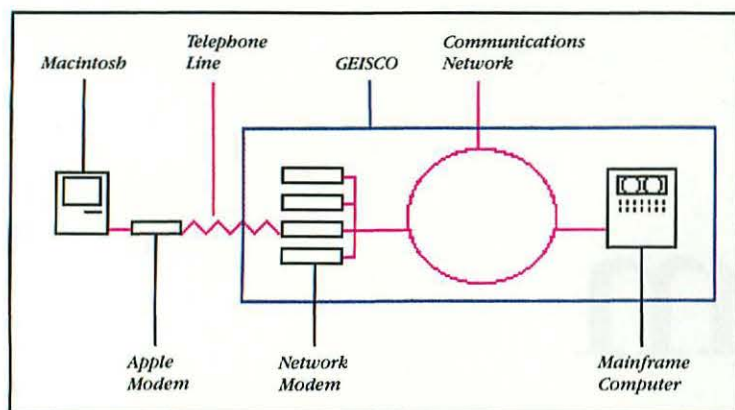 Telephone
Line
Communications
Network
Macintosh
GEISCO
Apple
Modem
Network
Modem
Mainframe
Computer